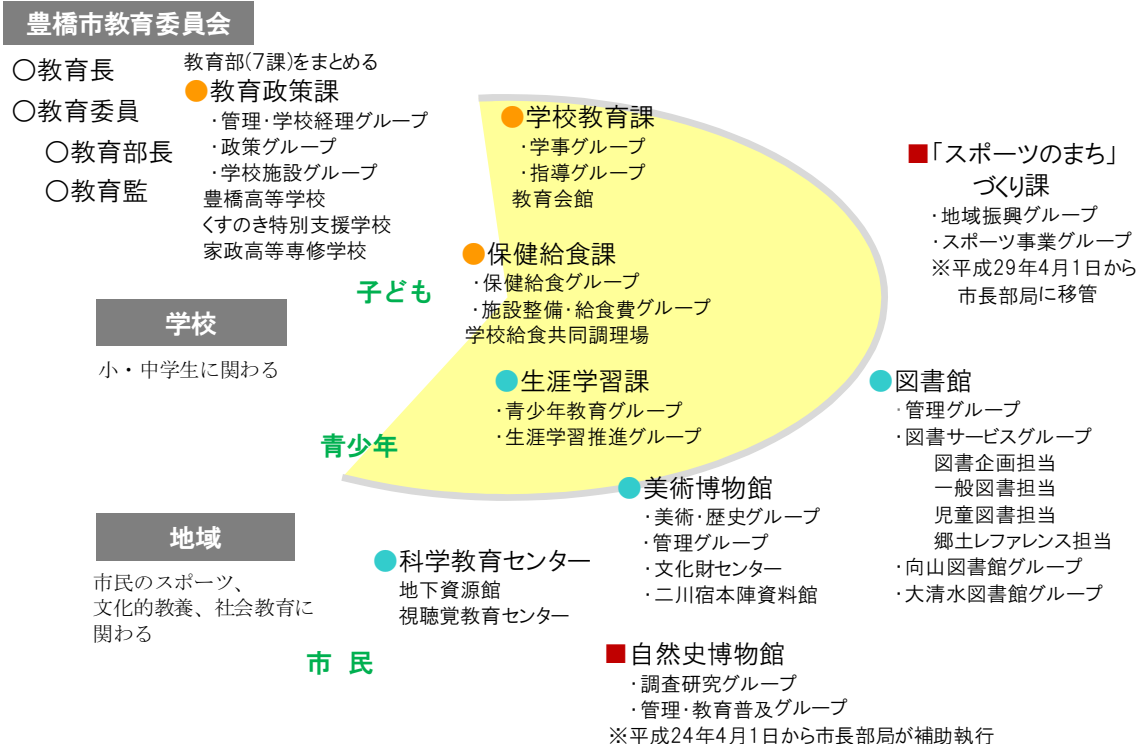 豊橋市教育委員会
○教育長
○教育委員
○教育部長
○教育監
教育部(7課)をまとめる
●教育政策課
・管理・学校経理グループ
・政策グループ
・学校施設グループ
豊橋高等学校
くすのき特別支援学校
家政高等専修学校
●学校教育課
・学事グループ
・指導グループ
教育会館
■「スポーツのまち」
づくり課
・地域振興グループ
・スポーツ事業グループ
※平成29年4月1日から
市長部局に移管
●保健給食課
・保健給食グループ
・施設整備・給食費グループ
学校給食共同調理場
子ども
学校
小・中学生に関わる
●生涯学習課
・青少年教育グループ
・生涯学習推進グループ
青少年
●図書館
・管理グループ
・図書サービスグループ
図書企画担当
一般図書担当
児童図書担当
郷土レファレンス担当
・向山図書館グループ
・大清水図書館グループ
●美術博物館
・美術・歴史グループ
・管理グループ
・文化財センター
・二川宿本陣資料館
地域
市民のスポーツ、
文化的教養、社会教育に
関わる
●科学教育センター
地下資源館
視聴覚教育センター
市 民
■自然史博物館
・調査研究グループ
・管理・教育普及グループ
※平成24年4月1日から市長部局が補助執行